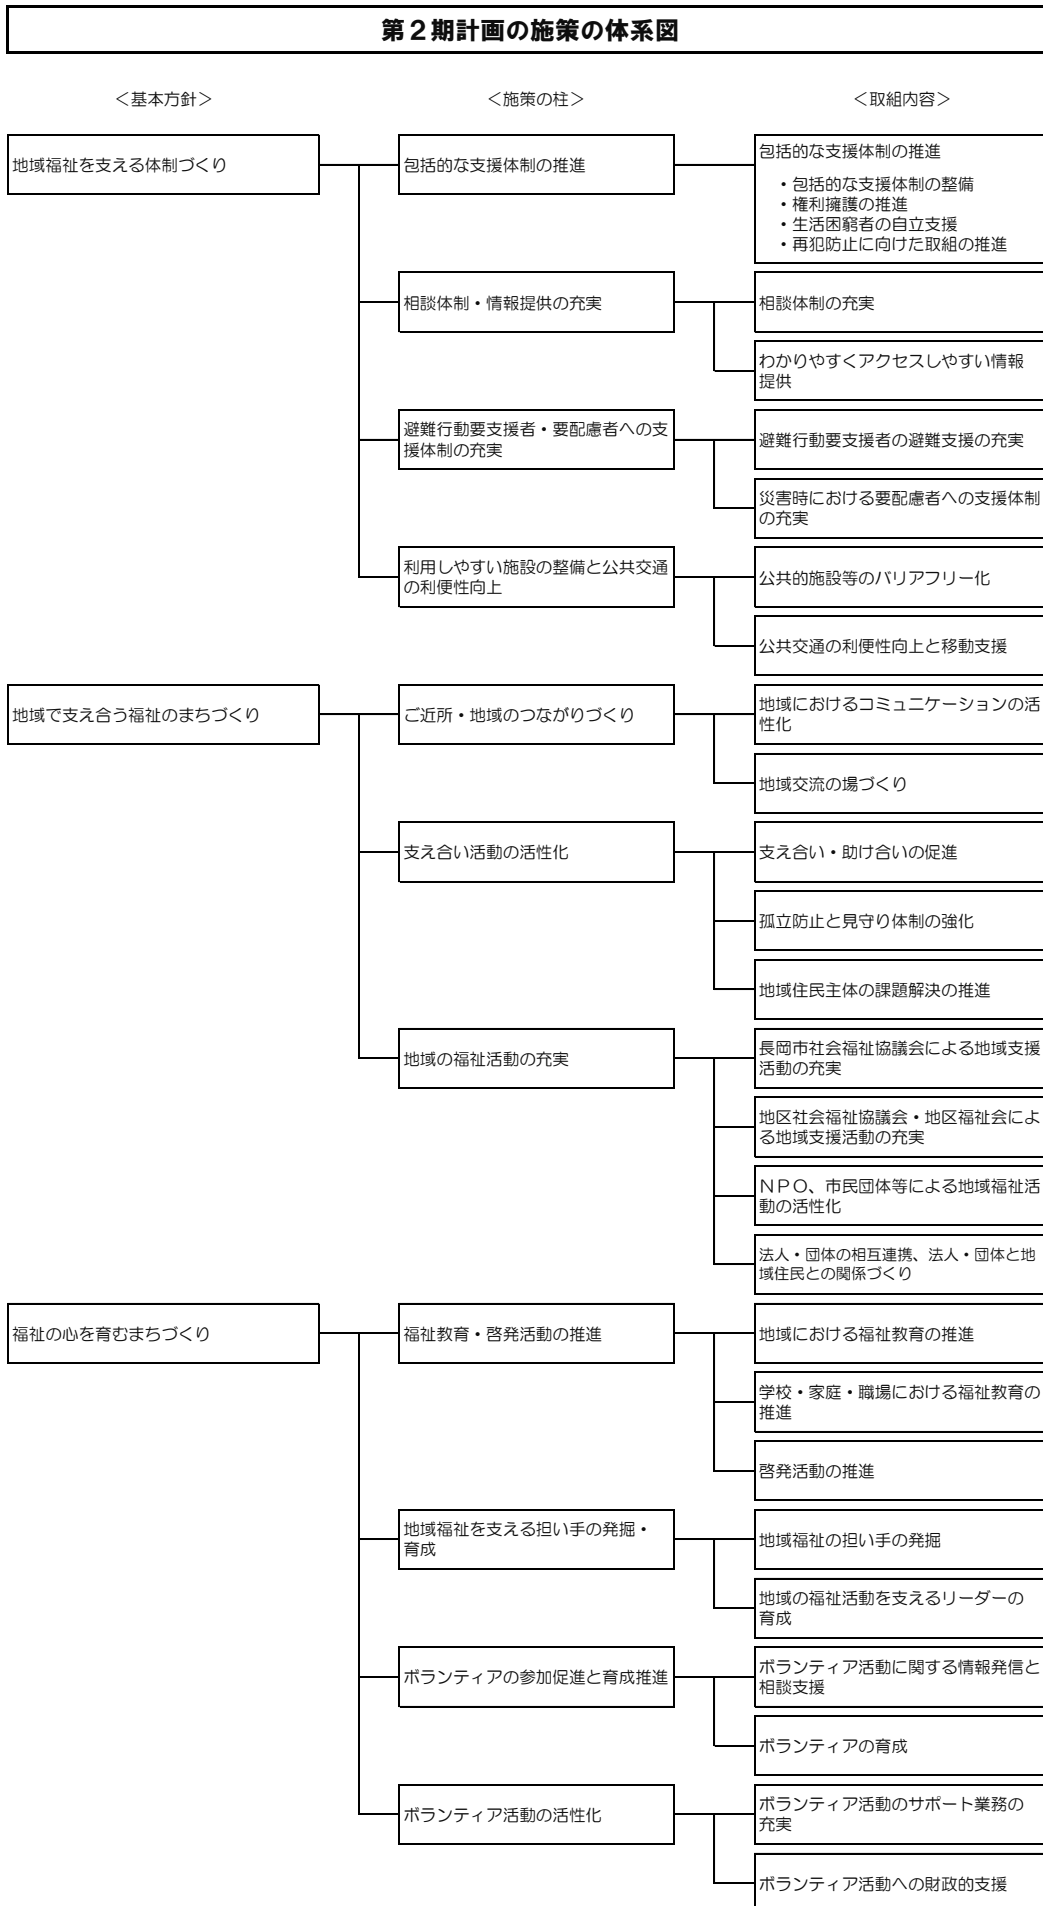 第２期計画の施策の体系図
＜基本方針＞
＜施策の柱＞
＜取組内容＞
地域福祉を支える体制づくり
包括的な支援体制の推進
包括的な支援体制の推進
・包括的な支援体制の整備
・権利擁護の推進
・生活困窮者の自立支援
・再犯防止に向けた取組の推進
相談体制・情報提供の充実
相談体制の充実
わかりやすくアクセスしやすい情報
提供
避難行動要支援者・要配慮者への支
援体制の充実
避難行動要支援者の避難支援の充実
災害時における要配慮者への支援体制
の充実
利用しやすい施設の整備と公共交通
の利便性向上
公共的施設等のバリアフリー化
公共交通の利便性向上と移動支援
地域で支え合う福祉のまちづくり
ご近所・地域のつながりづくり
地域におけるコミュニケーションの活
性化
地域交流の場づくり
支え合い活動の活性化
支え合い・助け合いの促進
孤立防止と見守り体制の強化
地域住民主体の課題解決の推進
地域の福祉活動の充実
長岡市社会福祉協議会による地域支援
活動の充実
地区社会福祉協議会・地区福祉会によ
る地域支援活動の充実
ＮＰＯ、市民団体等による地域福祉活
動の活性化
法人・団体の相互連携、法人・団体と地
域住民との関係づくり
福祉の心を育むまちづくり
福祉教育・啓発活動の推進
地域における福祉教育の推進
学校・家庭・職場における福祉教育の
推進
啓発活動の推進
地域福祉を支える担い手の発掘・
育成
地域福祉の担い手の発掘
地域の福祉活動を支えるリーダーの
育成
ボランティアの参加促進と育成推進
ボランティア活動に関する情報発信と
相談支援
ボランティアの育成
ボランティア活動の活性化
ボランティア活動のサポート業務の
充実
ボランティア活動への財政的支援